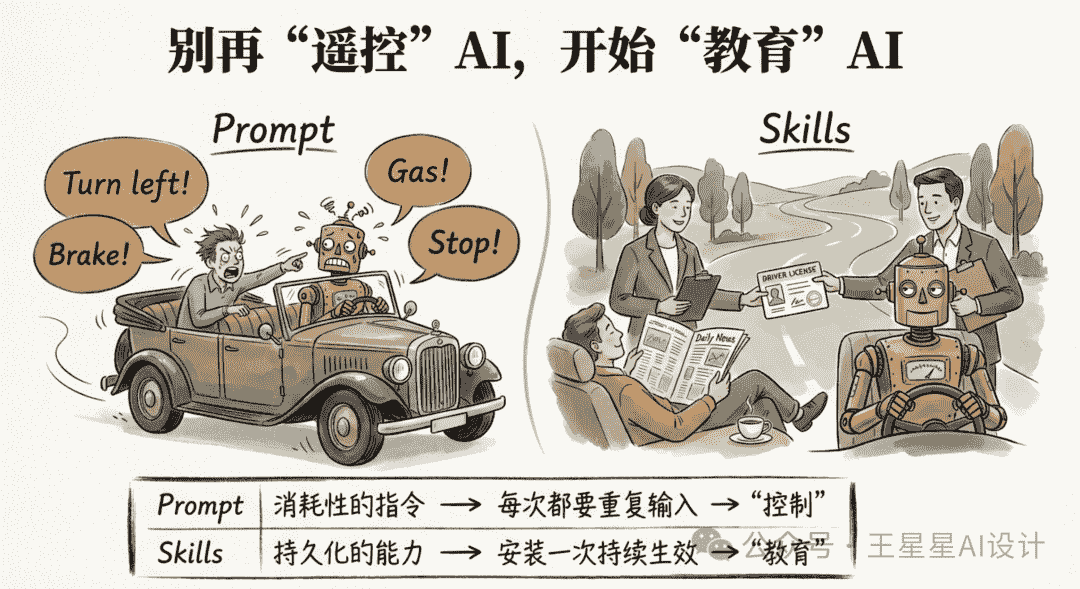 别再“遥控”AI,开始“教育”AI
Prompt
Turn left!
Brake!
Gas!
Stop!
Skills
DRIVER LICENSE
Daily News
Prompt 消耗性的指令 → 每次都要重复输入 → “控制”
Skills 持久化的能力 → 安装一次持续生效 → “教育”
公众号 · 王星星AI设计